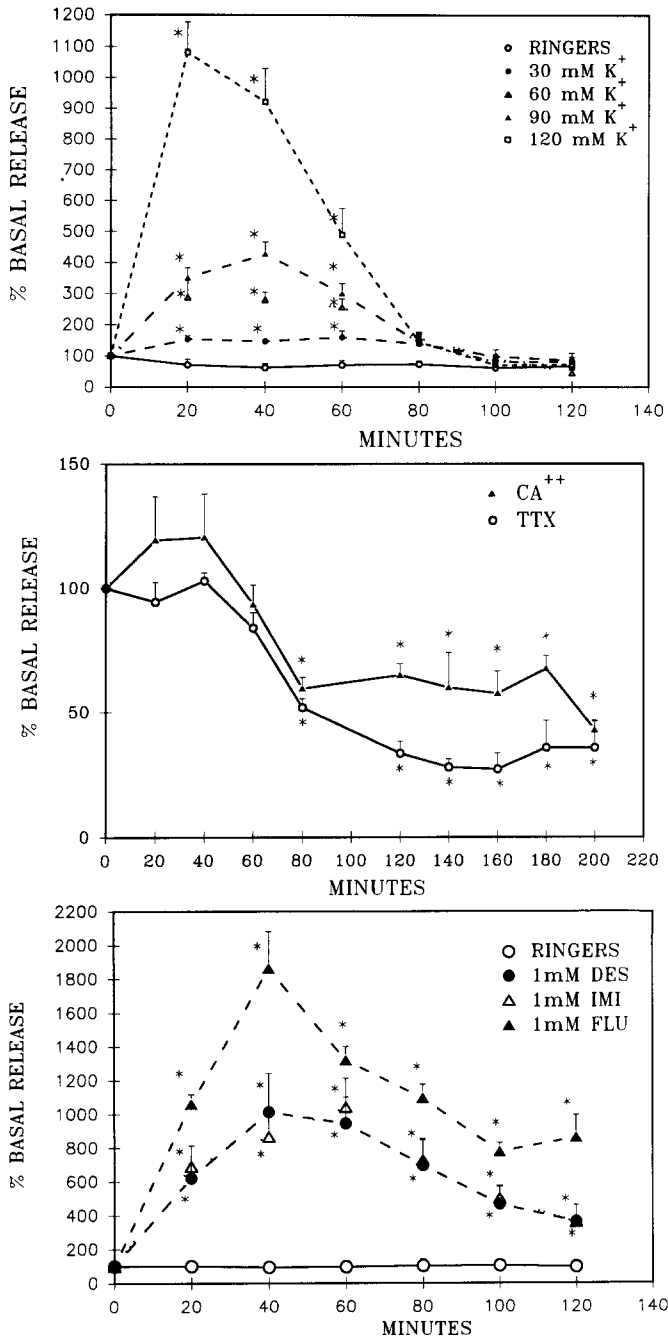 1200
1100
1000
900
800
700
600
500
400
300
200
100
0
% BASAL RELEASE
RINGERS
30 mM K+
60 mM K+
90 mM K+
120 mM K+
0 20 40 60 80 100 120 140
MINUTES
150
100
50
0
% BASAL RELEASE
CA++
TTX
0 20 40 60 80 100 120 140 160 180 200 220
MINUTES
2200
2000
1800
1600
1400
1200
1000
800
600
400
200
0
% BASAL RELEASE
RINGERS
1mM DES
1mM IMI
1mM FLU
0 20 40 60 80 100 120 140
MINUTES